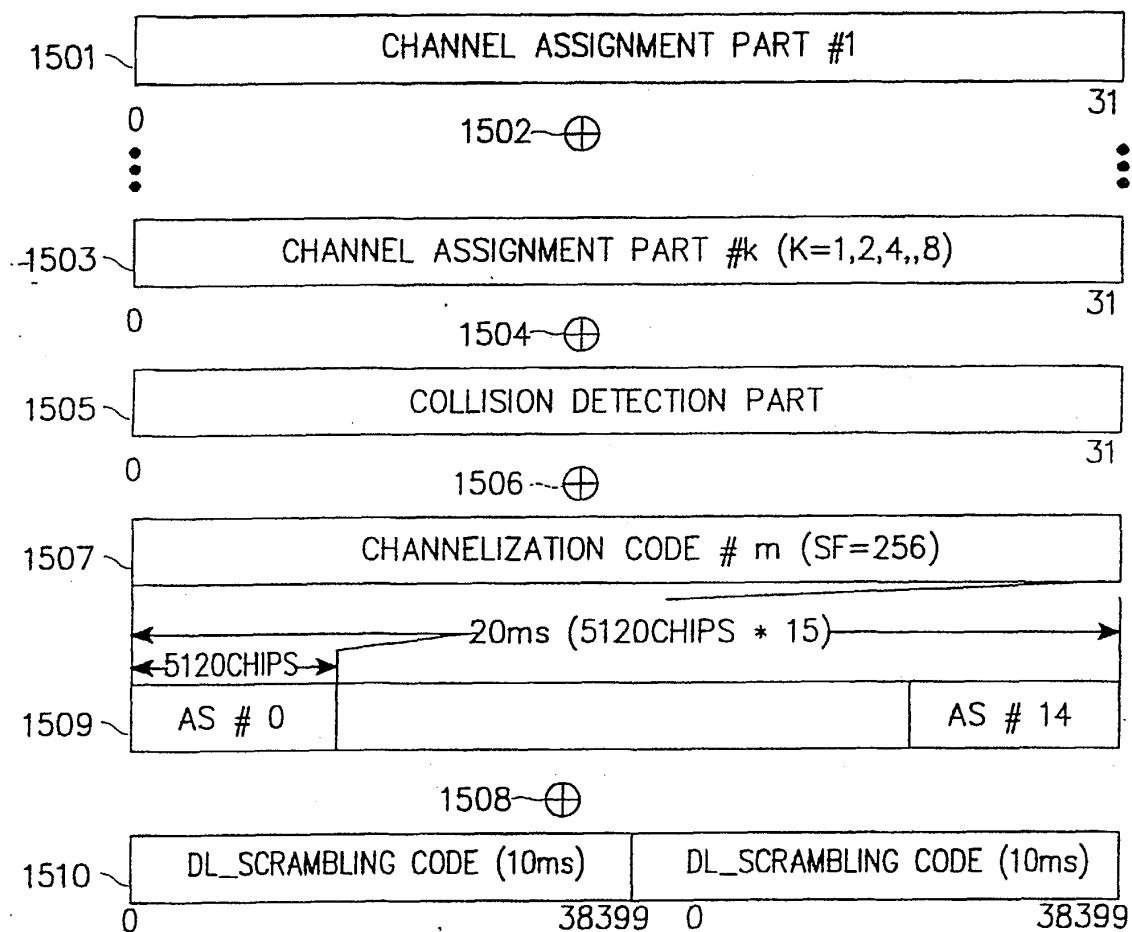 1501 CHANNEL ASSIGNMENT PART #1
0 31
1502
1503 CHANNEL ASSIGNMENT PART #k (K=1,2,4,,8)
0 31
1504
1505 COLLISION DETECTION PART
0 31
1506
1507 CHANNELIZATION CODE # m (SF=256)
20ms (5120CHIPS * 15)
5120CHIPS
1509 AS # 0 AS # 14
1508
1510 DL_SCRAMBLING CODE (10ms) DL_SCRAMBLING CODE (10ms)
0 38399 0 38399